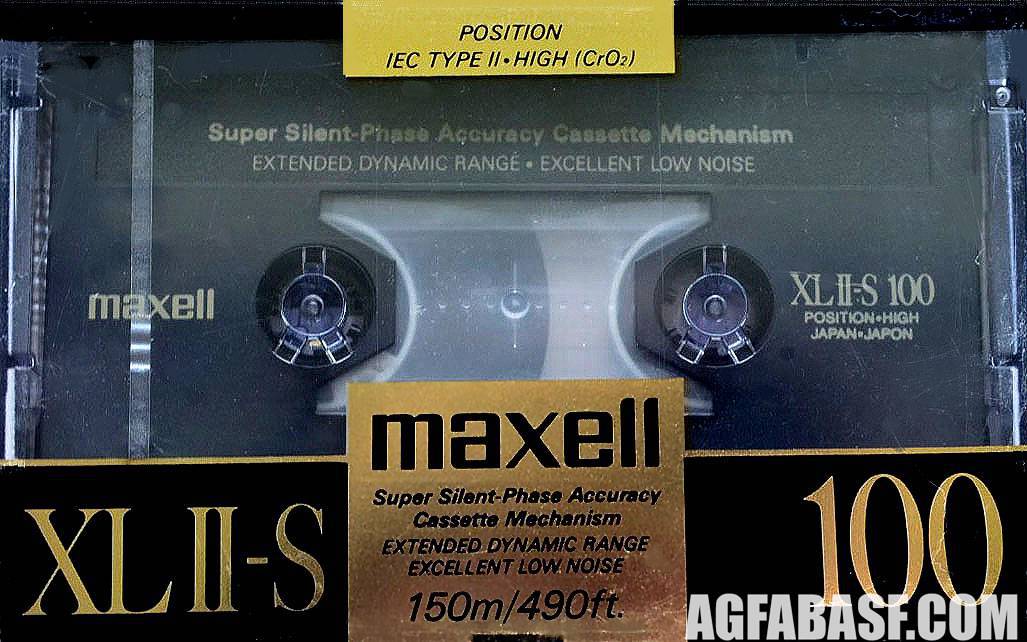 POSITION
IEC TYPE II•HIGH (CrO₂)
Super Silent-Phase Accuracy Cassette Mechanism
EXTENDED DYNAMIC RANGE • EXCELLENT LOW NOISE
maxell
XLII-S 100
POSITION•HIGH
JAPAN•JAPON
maxell
Super Silent-Phase Accuracy
Cassette Mechanism
EXTENDED DYNAMIC RANGE
EXCELLENT LOW NOISE
150m/490ft.
XL II-S
100
AGFABASF.COM